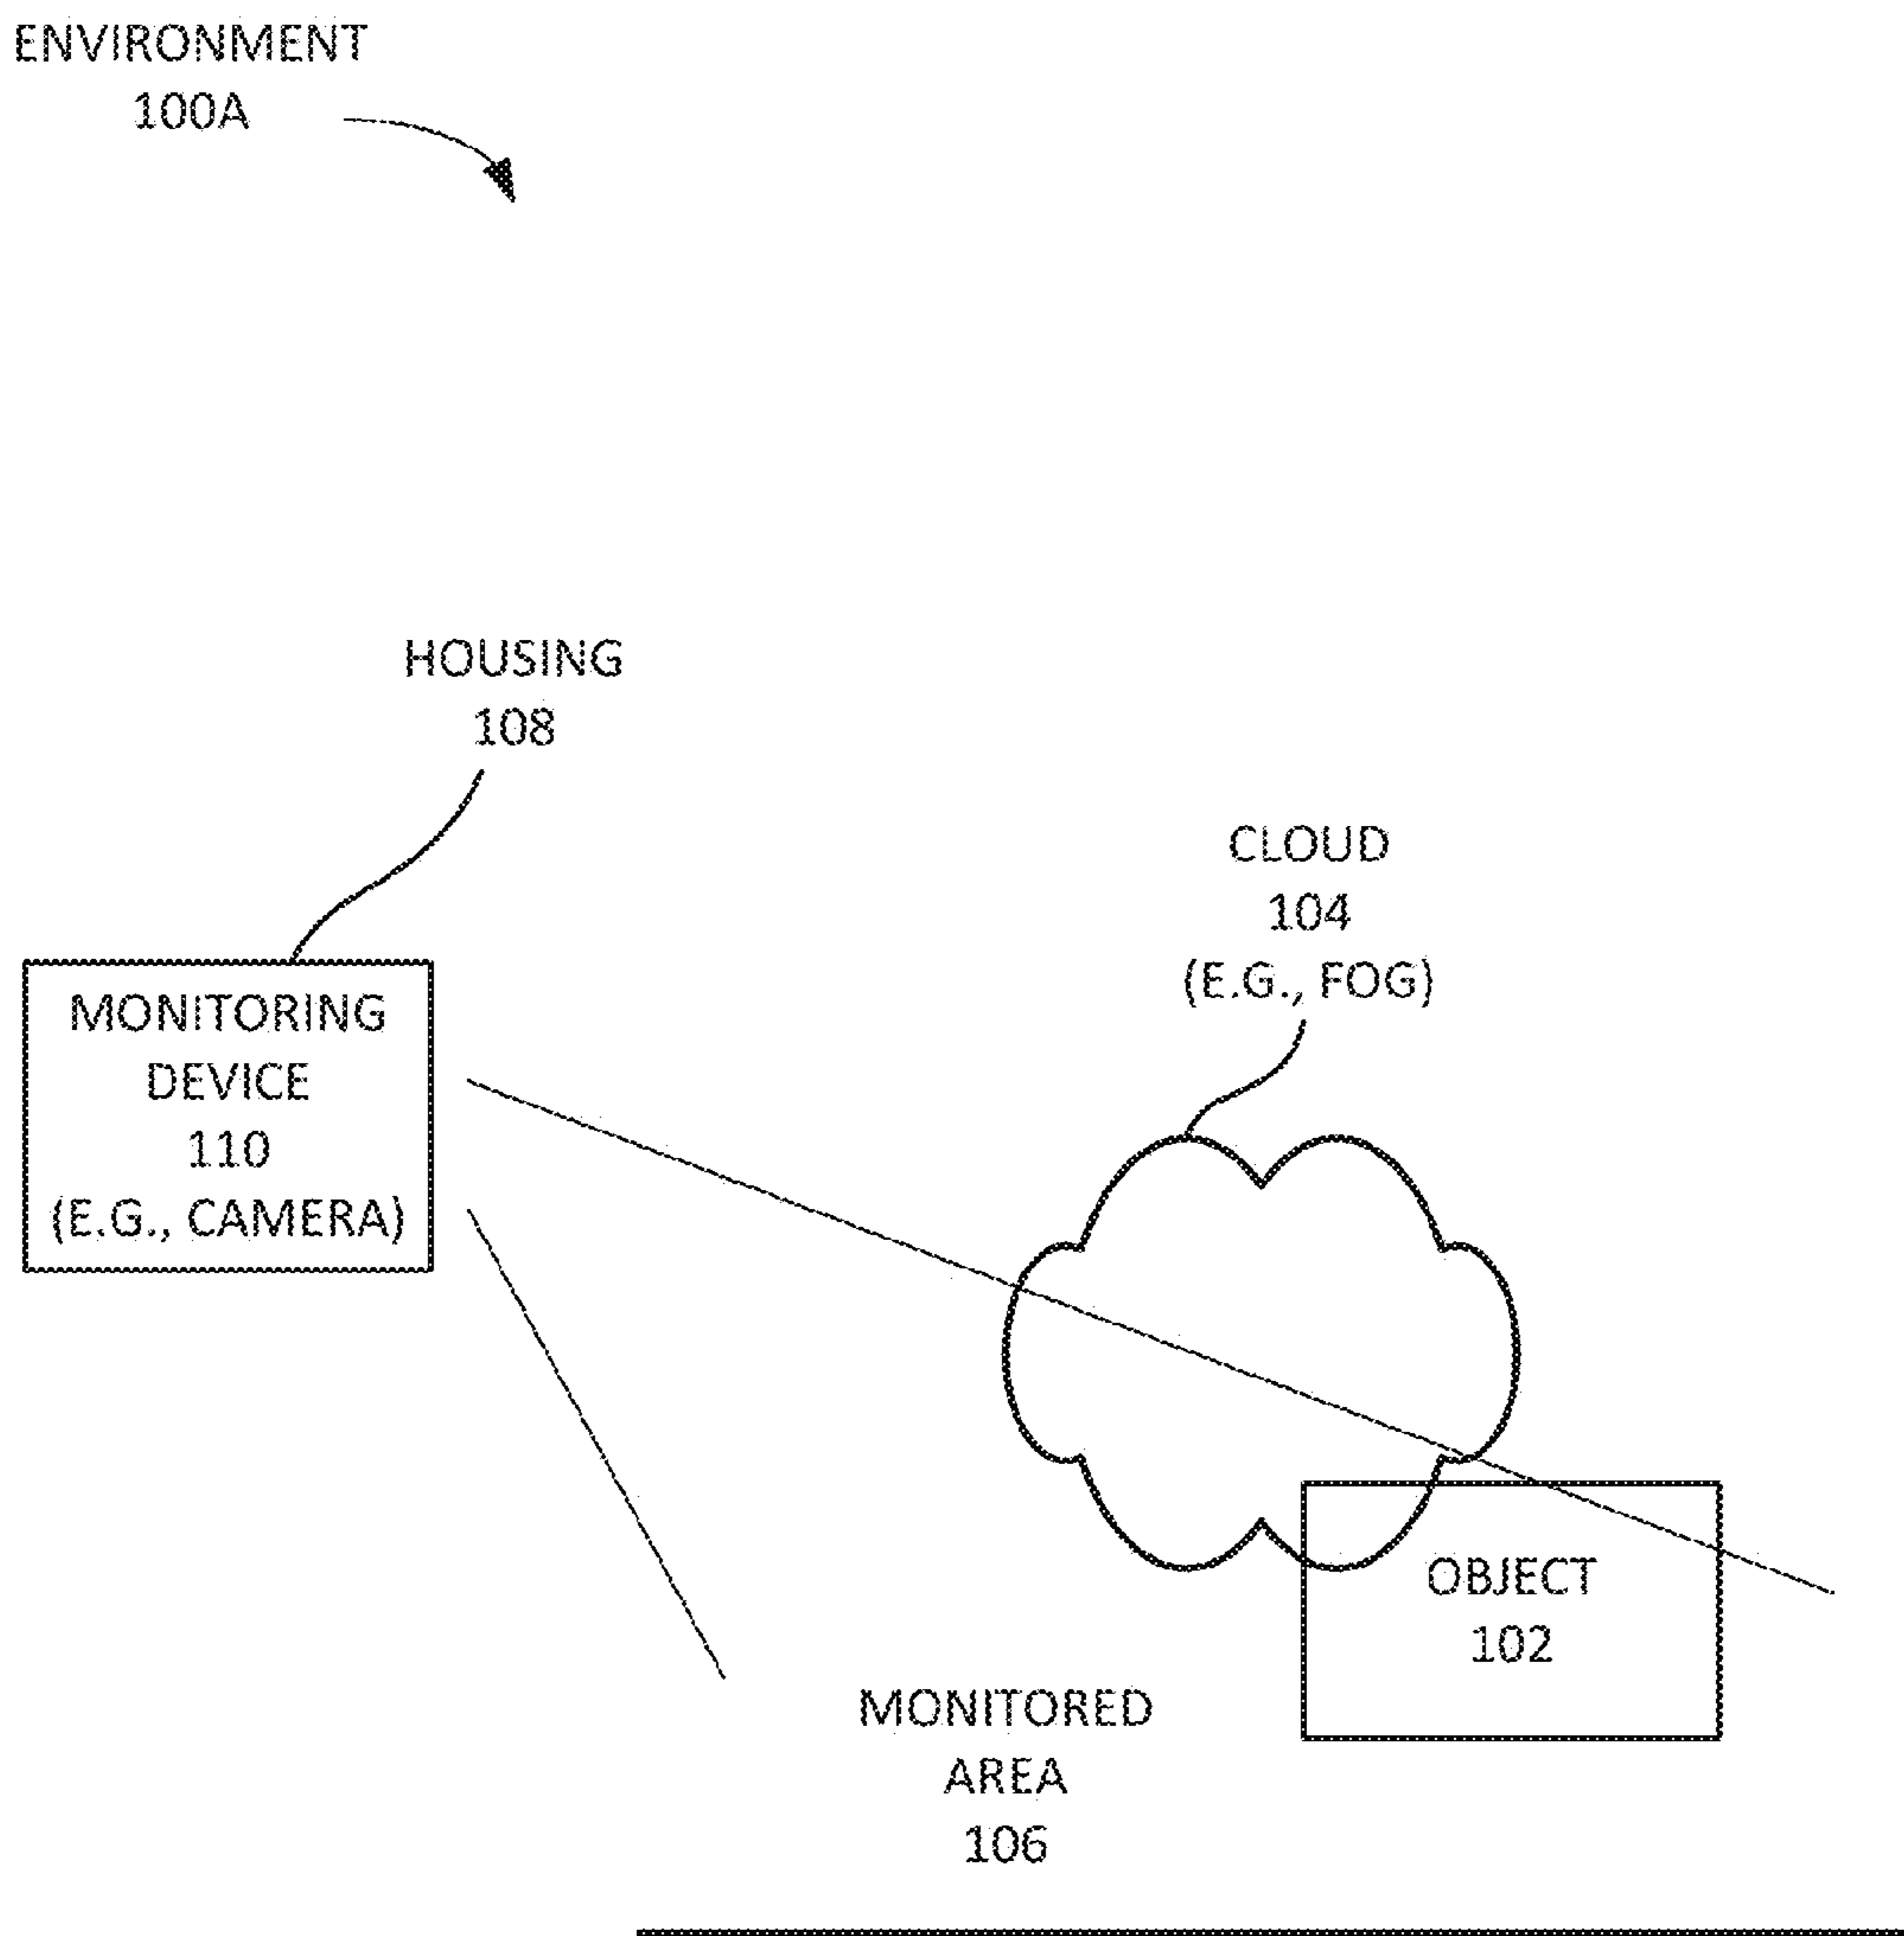 ENVIRONMENT
100A
HOUSING
108
CLOUD
104
(E.G., FOG)
MONITORING
DEVICE
110
(E.G., CAMERA)
OBJECT
102
MONITORED
AREA
106